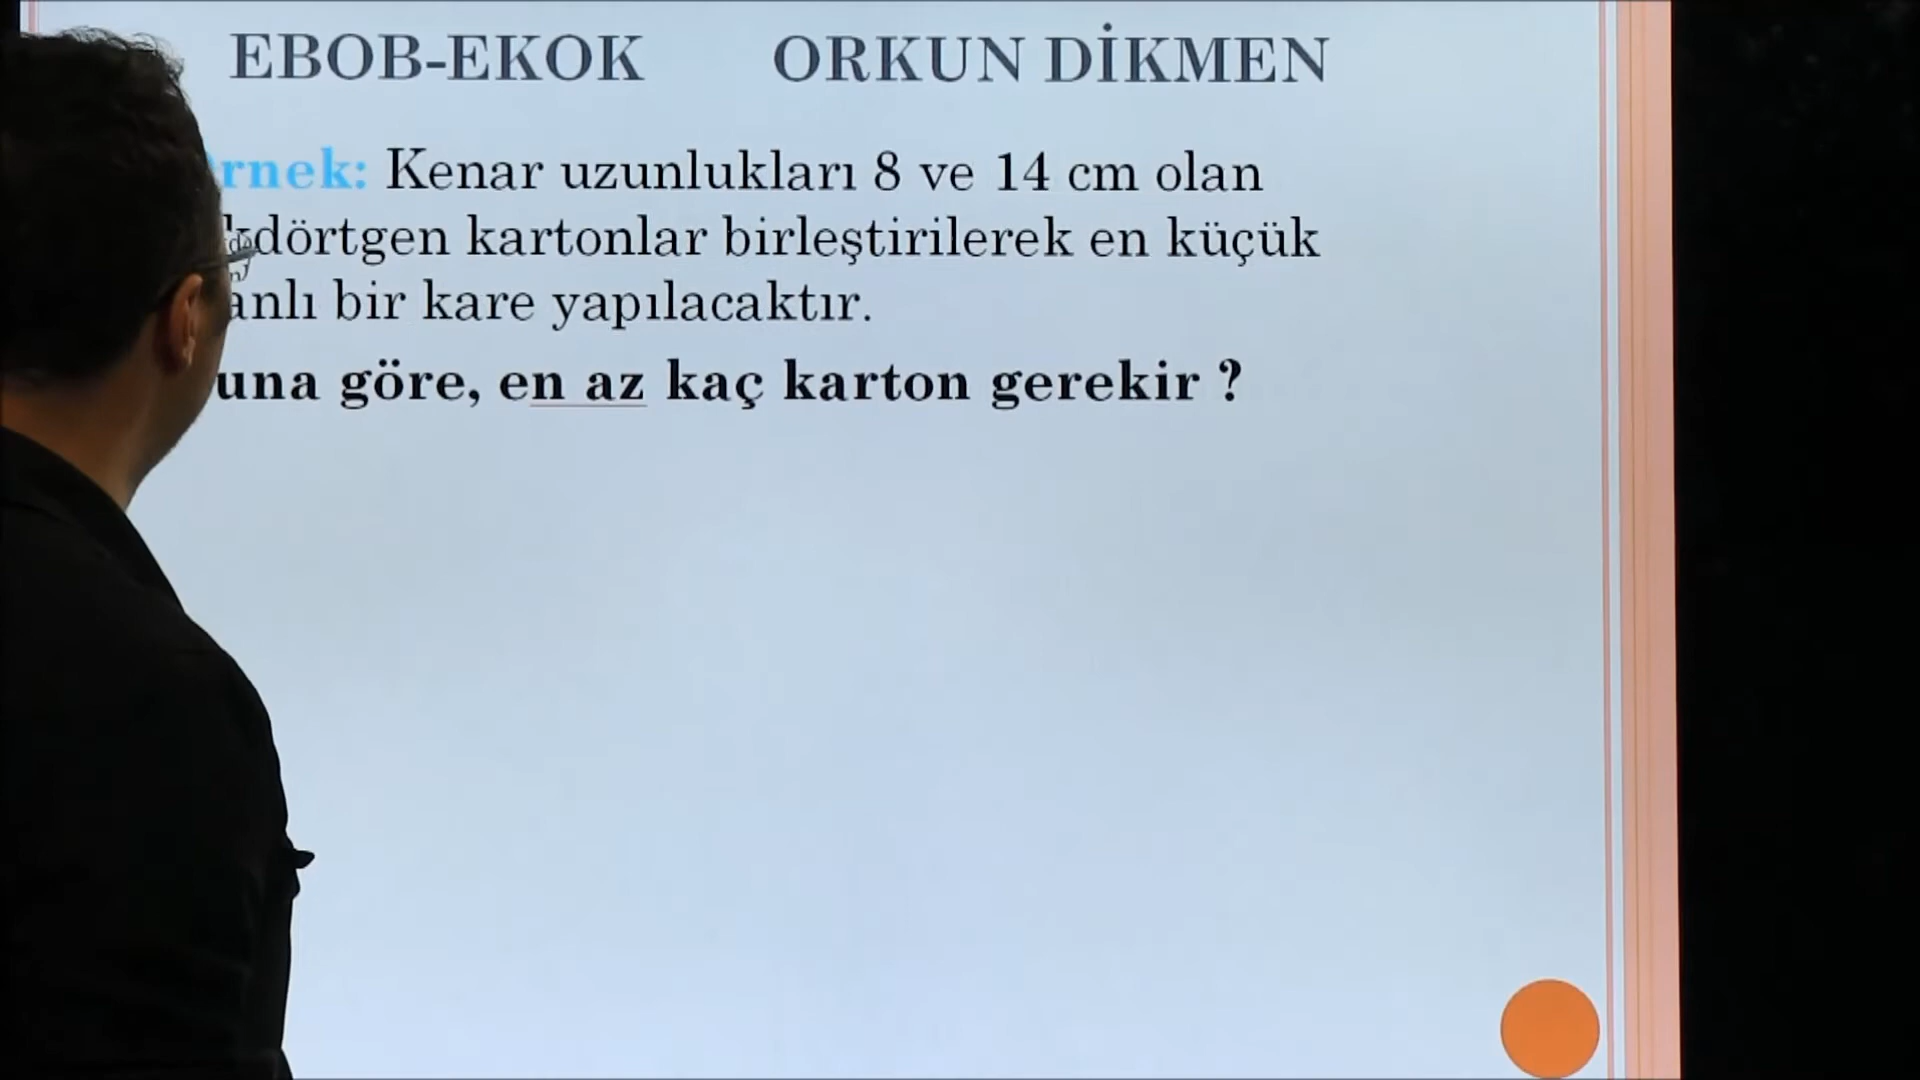 EBOB-EKOK ORKUN DİKMEN
rnek: Kenar uzunlukları 8 ve 14 cm olan
kdörtgen kartonlar birleştirilerek en küçük
anlı bir kare yapılacaktır.
una göre, en az kaç karton gerekir ?